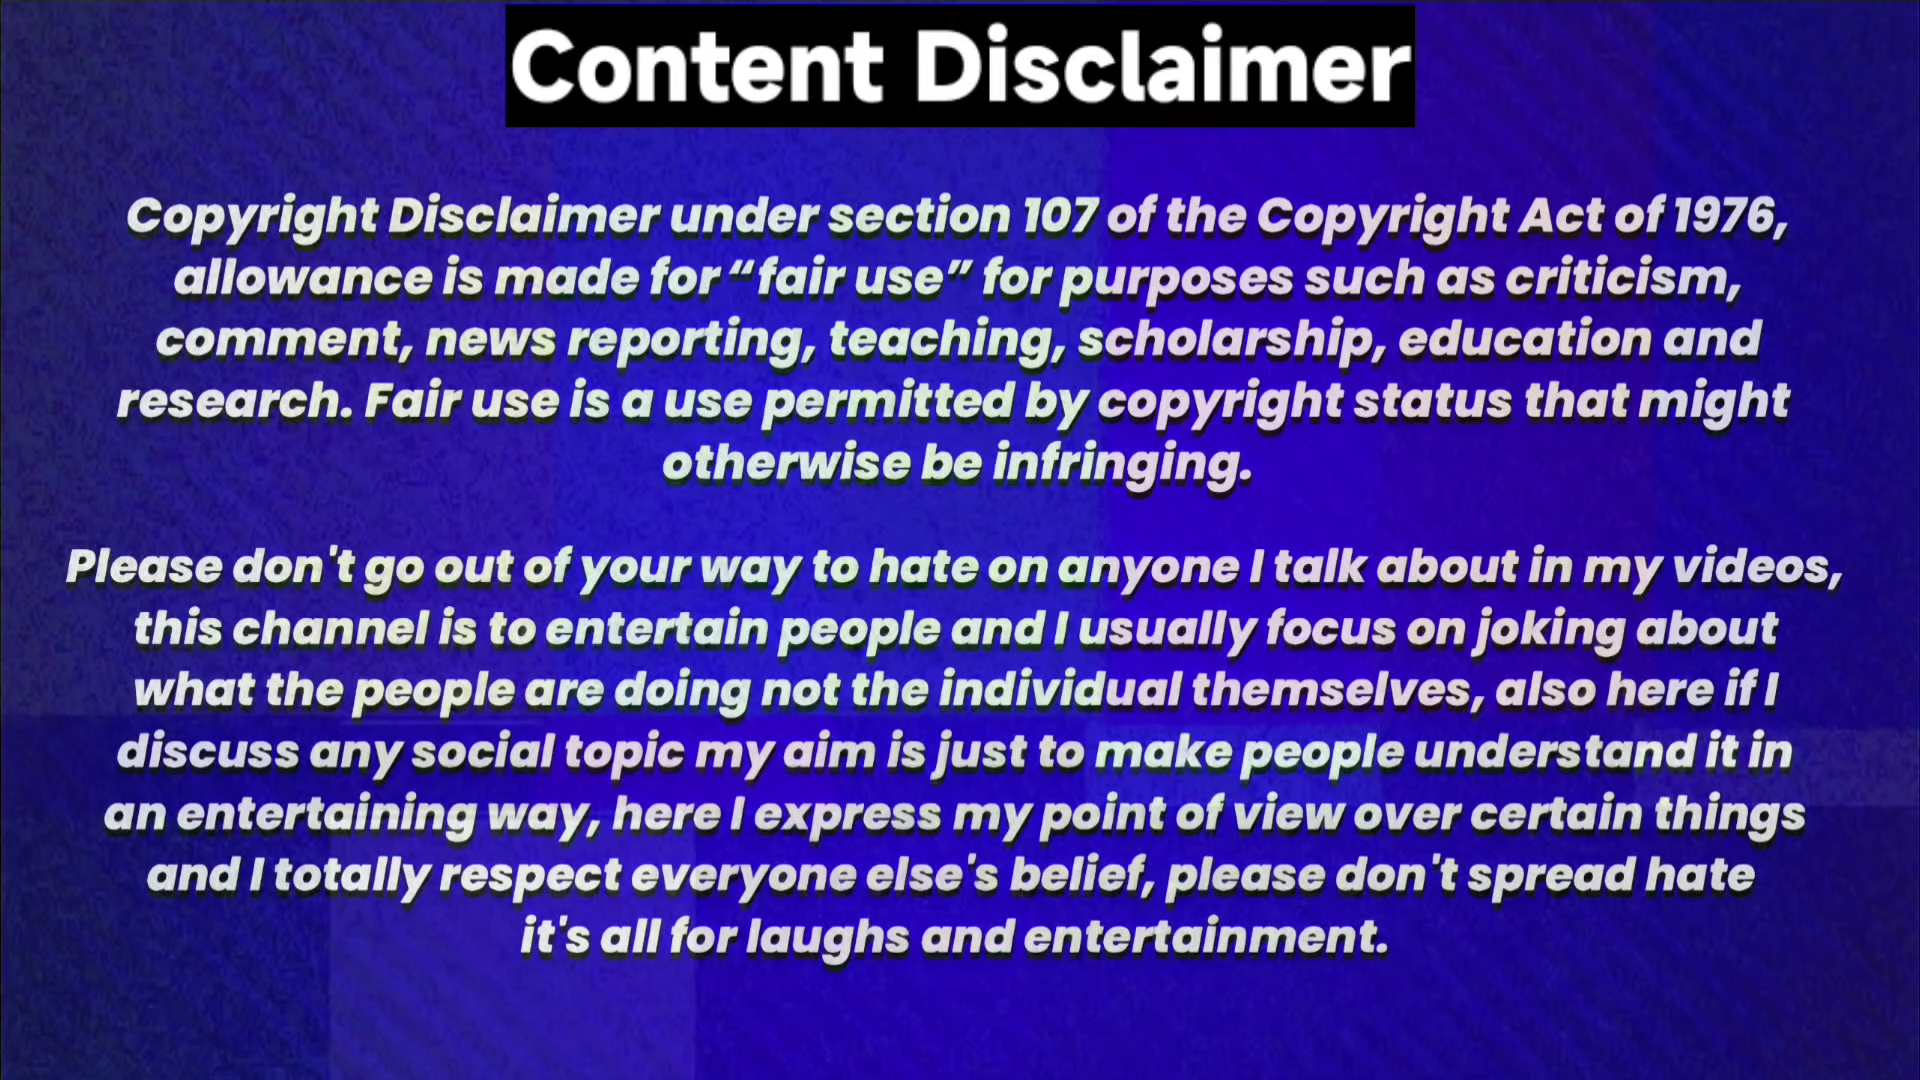 Content Disclaimer
Copyright Disclaimer under section 107 of the Copyright Act of 1976,
allowance is made for “fair use” for purposes such as criticism,
comment, news reporting, teaching, scholarship, education and
research. Fair use is a use permitted by copyright status that might
otherwise be infringing.
Please don't go out of your way to hate on anyone I talk about in my videos,
this channel is to entertain people and I usually focus on joking about
what the people are doing not the individual themselves, also here if I
discuss any social topic my aim is just to make people understand it in
an entertaining way, here I express my point of view over certain things
and I totally respect everyone else's belief, please don't spread hate
it's all for laughs and entertainment.